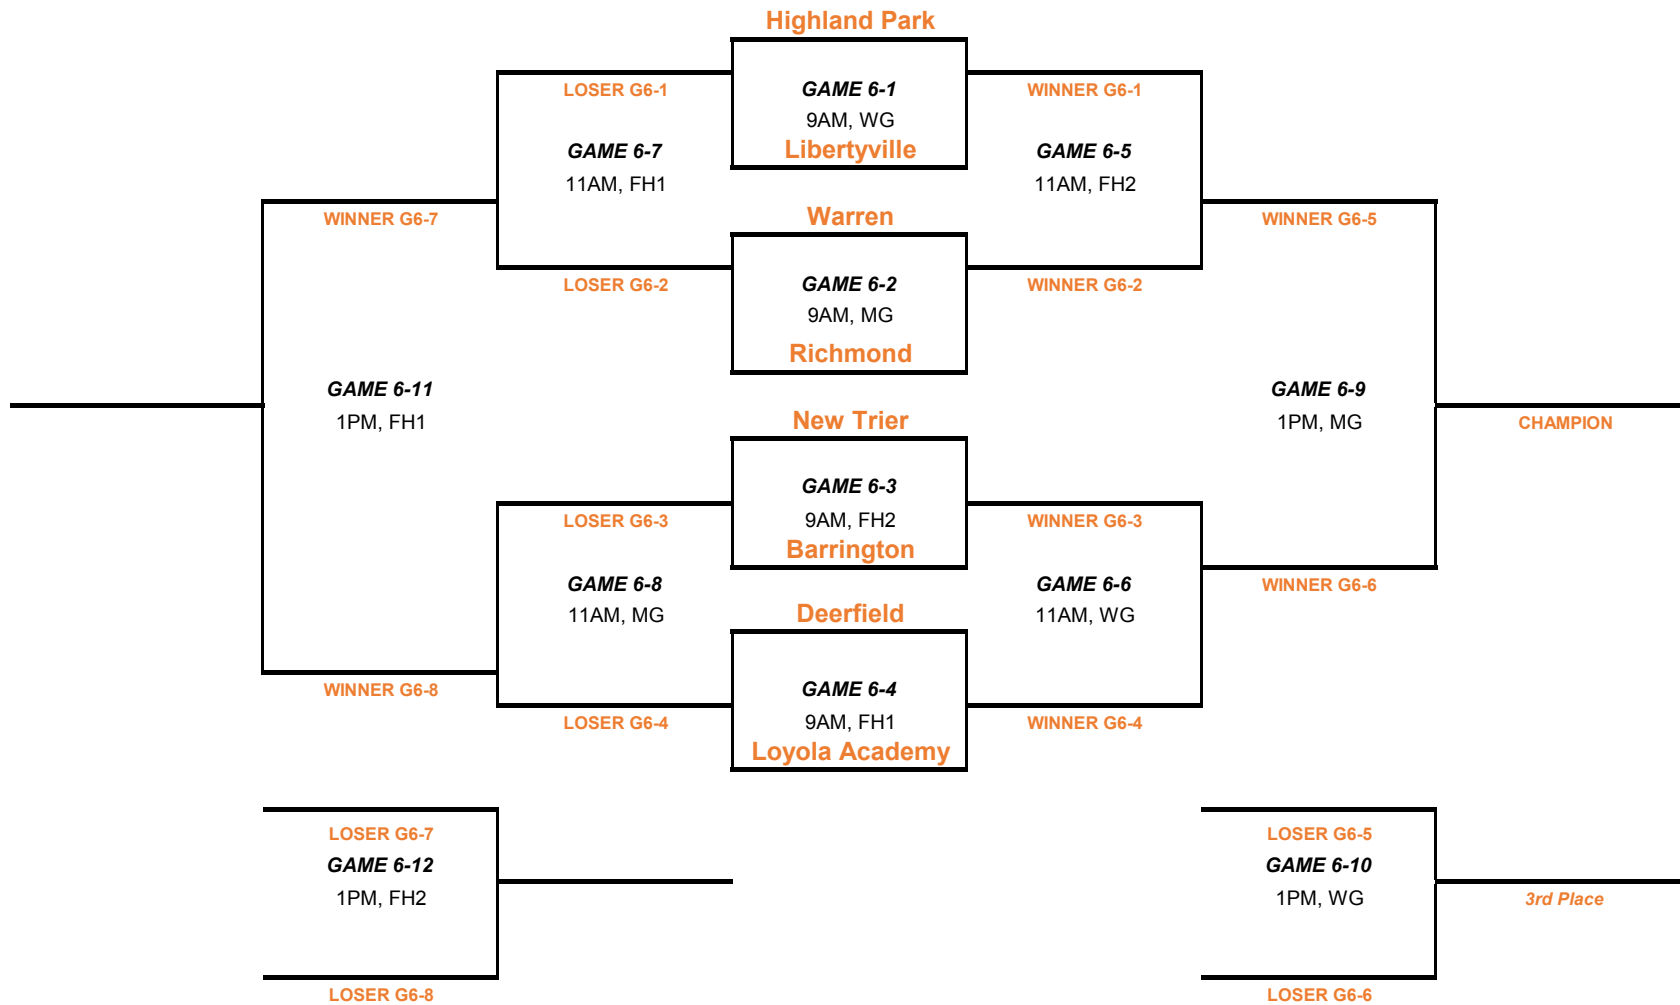 Highland Park
LOSER G6-1
GAME 6-1
WINNER G6-1
9AM, WG
GAME 6-7
Libertyville
GAME 6-5
11AM, FH1
11AM, FH2
WINNER G6-7
Warren
WINNER G6-5
LOSER G6-2
GAME 6-2
WINNER G6-2
9AM, MG
Richmond
GAME 6-11
GAME 6-9
1PM, FH1
New Trier
1PM, MG
CHAMPION
GAME 6-3
LOSER G6-3
9AM, FH2
WINNER G6-3
Barrington
GAME 6-8
GAME 6-6
WINNER G6-6
11AM, MG
Deerfield
11AM, WG
WINNER G6-8
GAME 6-4
LOSER G6-4
9AM, FH1
WINNER G6-4
Loyola Academy
LOSER G6-7
LOSER G6-5
GAME 6-12
GAME 6-10
1PM, FH2
1PM, WG
3rd Place
LOSER G6-8
LOSER G6-6